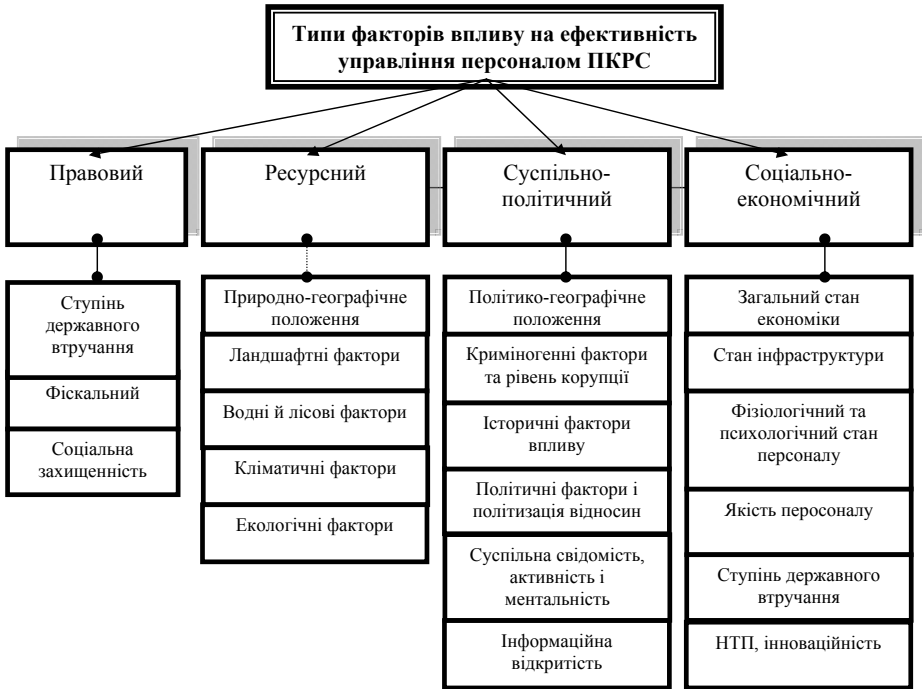 Типи факторів впливу на ефективність
управління персоналом ПКРС
Правовий
Ресурсний
Суспільно-
політичний
Соціально-
економічний
Ступінь
державного
втручання
Фіскальний
Соціальна
захищенність
Природно-географічне
положення
Ландшафтні фактори
Водні й лісові фактори
Кліматичні фактори
Екологічні фактори
Політико-географічне
положення
Криміногенні фактори
та рівень корупції
Історичні фактори
впливу
Політичні фактори і
політизація відносин
Суспільна свідомість,
активність і
ментальність
Інформаційна
відкритість
Загальний стан
економіки
Стан інфраструктури
Фізіологічний та
психологічний стан
персоналу
Якість перосоналу
Ступінь державного
втручання
НТП, інноваційність